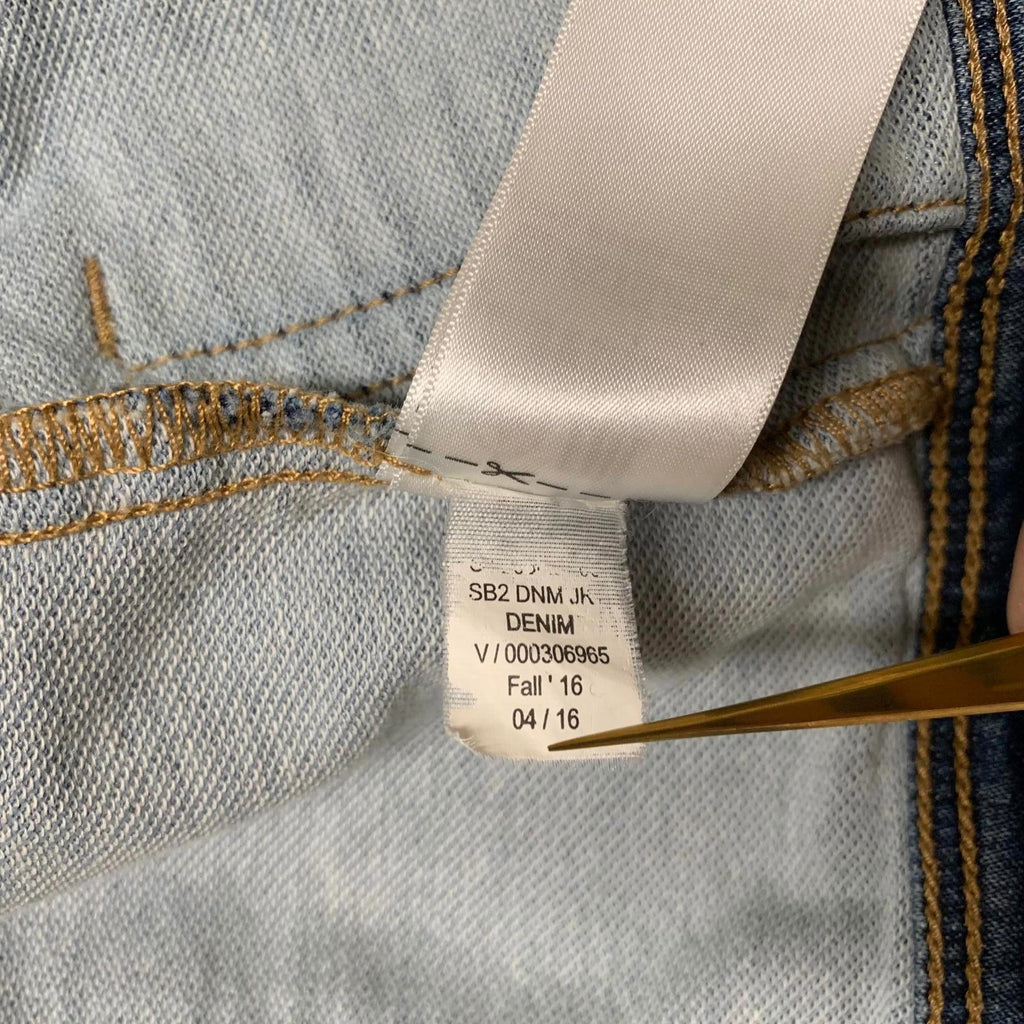 SB2 DNM JK
DENIM
V / 000306965
Fall ' 16
04 / 16